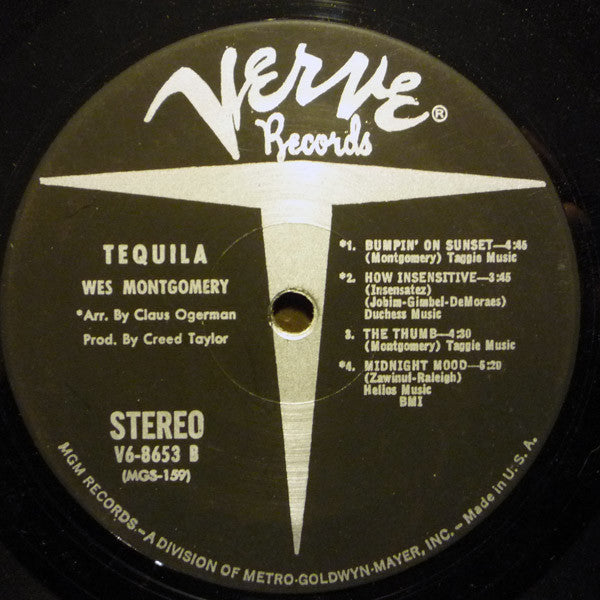 Verve®
Records
TEQUILA
WES MONTGOMERY
*Arr. By Claus Ogerman
Prod. By Creed Taylor
STEREO
V6-8653 B
(MGS-159)
*1. BUMPIN' ON SUNSET—4:46
(Montgomery) Taggie Music
*2. HOW INSENSITIVE—3:45
(Insensatez)
(Jobim-Gimbel-DeMoraes)
Duchess Music
3. THE THUMB—4:30
(Montgomery) Taggie Music
*4. MIDNIGHT MOOD—5:20
(Zawinuf-Raleigh)
Helios Music
BMI
MGM RECORDS.—A DIVISION OF METRO-GOLDWYN-MAYER, INC. – Made in U.S.A.